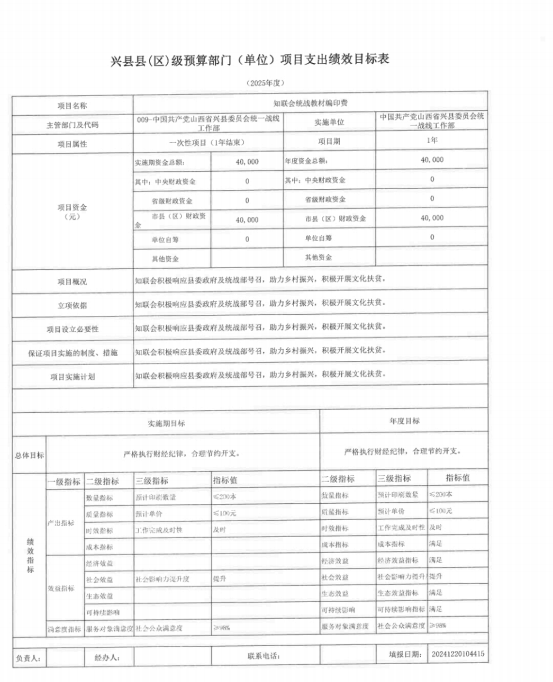 兴县县(区)级预算部门（单位）项目支出绩效目标表
（2025年度）
项目名称 知联会统战教材编印费
主管部门及代码 009-中国共产党山西省兴县委员会统一战线工作部 实施单位 中国共产党山西省兴县委员会统一战线工作部
项目属性 一次性项目（1年结束） 项目期 1年
项目资金（元） 实施期资金总额: 40,000 年度资金总额: 40,000
其中: 中央财政资金 0 其中: 中央财政资金 0
省级财政资金 0 省级财政资金 0
市县（区）财政资金 40,000 市县（区）财政资金 40,000
单位自筹 0 单位自筹 0
其他资金 其他资金
项目概况 知联会积极响应县委政府及统战部号召，助力乡村振兴，积极开展文化扶贫。
立项依据 知联会积极响应县委政府及统战部号召，助力乡村振兴，积极开展文化扶贫。
项目设立必要性 知联会积极响应县委政府及统战部号召，助力乡村振兴，积极开展文化扶贫。
保证项目实施的制度、措施 知联会积极响应县委政府及统战部号召，助力乡村振兴，积极开展文化扶贫。
项目实施计划 知联会积极响应县委政府及统战部号召，助力乡村振兴，积极开展文化扶贫。
实施期目标 年度目标
总体目标 严格执行财经纪律，合理节约开支。 严格执行财经纪律，合理节约开支。
绩效指标 一级指标 二级指标 三级指标 指标值 二级指标 三级指标 指标值
产出指标 数量指标 预计印刷数量 ≤200本 数量指标 预计印刷数量 ≤200本
质量指标 预计单价 ≤100元 质量指标 预计单价 ≤100元
时效指标 工作完成及时性 及时 时效指标 工作完成及时性 及时
成本指标 成本指标 成本指标 满足
效益指标 经济效益 经济效益 经济效益指标 满足
社会效益 社会影响力提升度 提升 社会效益 社会影响力提升 提升
生态效益 生态效益 生态效益指标 满足
可持续影响 可持续影响 可持续影响指标 满足
满意度指标 服务对象满意度 社会公众满意度 ≥98% 服务对象满意度 社会公众满意度 ≥98%
负责人: 经办人: 联系电话: 填报日期: 20241220104415